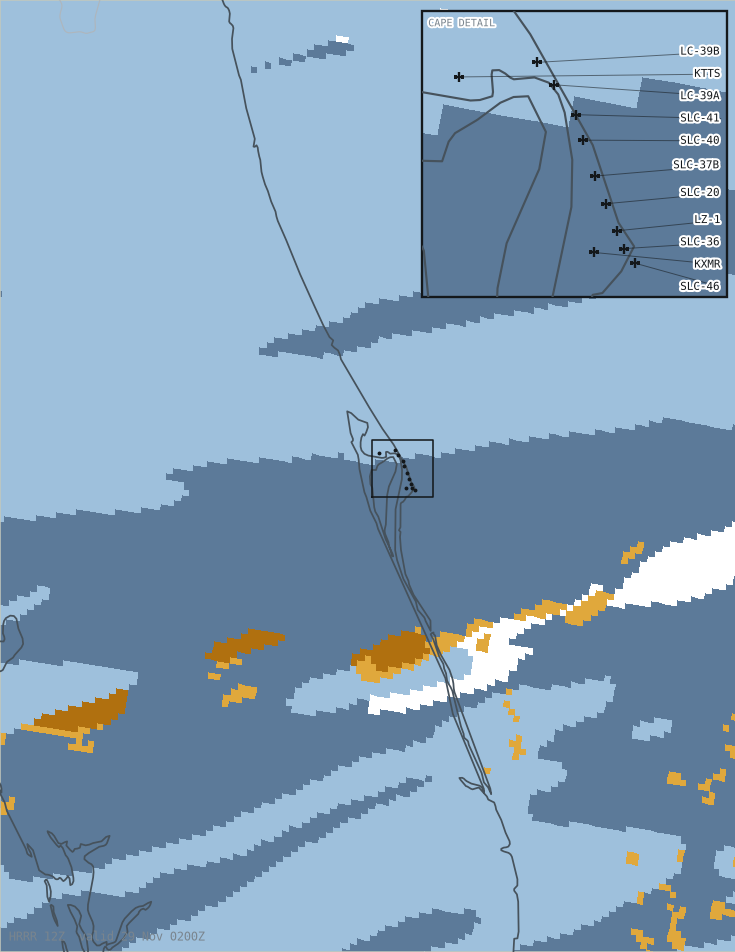 CAPE DETAIL
LC-39B
KTTS
LC-39A
SLC-41
SLC-40
SLC-37B
SLC-20
LZ-1
SLC-36
KXMR
SLC-46
HRRR 12Z
Nov 0200Z